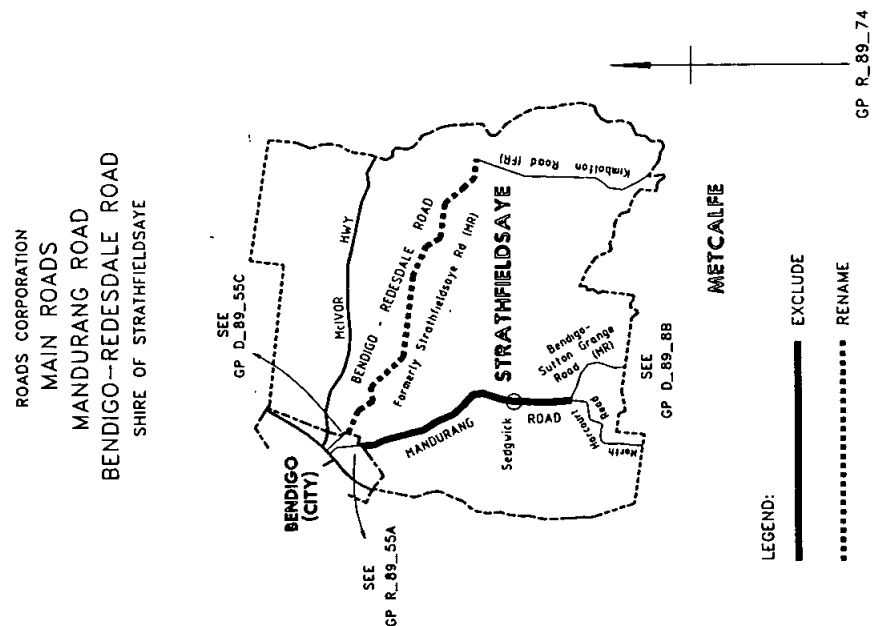 ROADS CORPORATION
MAIN ROADS
MANDURANG ROAD
BENDIGO-REDESDALE ROAD
SHIRE OF STRATHFIELDSAYE
SEE
GP D_89_55C
McIVOR HWY
BENDIGO - REDESDALE ROAD
Formerly Strathfieldsaye Rd (MR)
Kimbolton Road (FR)
BENDIGO
(CITY)
MANDURANG ROAD
Sedgwick
STRATHFIELDSAYE
SEE
GP R_89_55A
Bendigo-
Sutton Grange
Road (MR)
Harcourt
North Road
SEE
GP D_89_8B
METCALFE
LEGEND:
EXCLUDE
RENAME
GP R_89_74